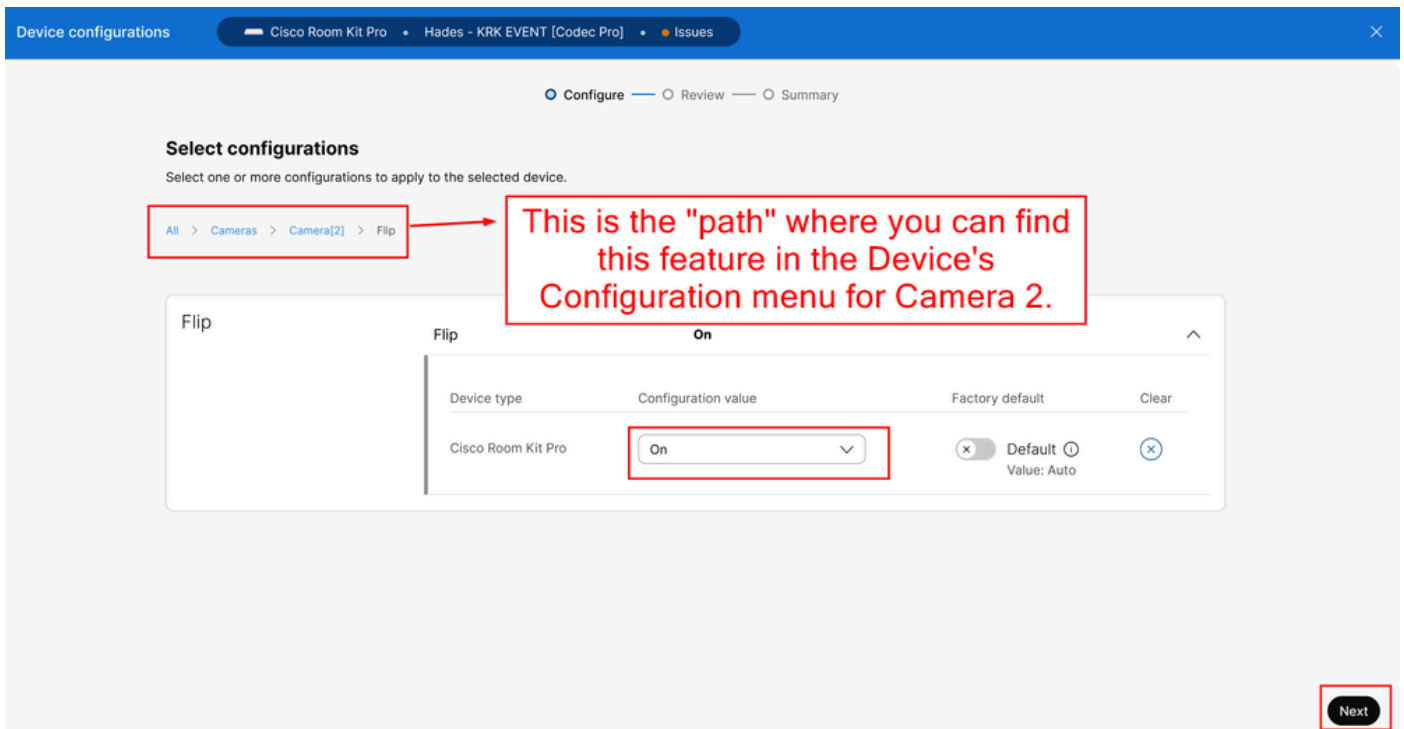 Device configurations
Cisco Room Kit Pro • Hades - KRK EVENT [Codec Pro] • Issues
Configure Review Summary
Select configurations
Select one or more configurations to apply to the selected device.
All > Cameras > Camera[2] > Flip
This is the "path" where you can find
this feature in the Device's
Configuration menu for Camera 2.
Flip
Flip On
Device type Configuration value Factory default Clear
Cisco Room Kit Pro On Default
Value: Auto
Next